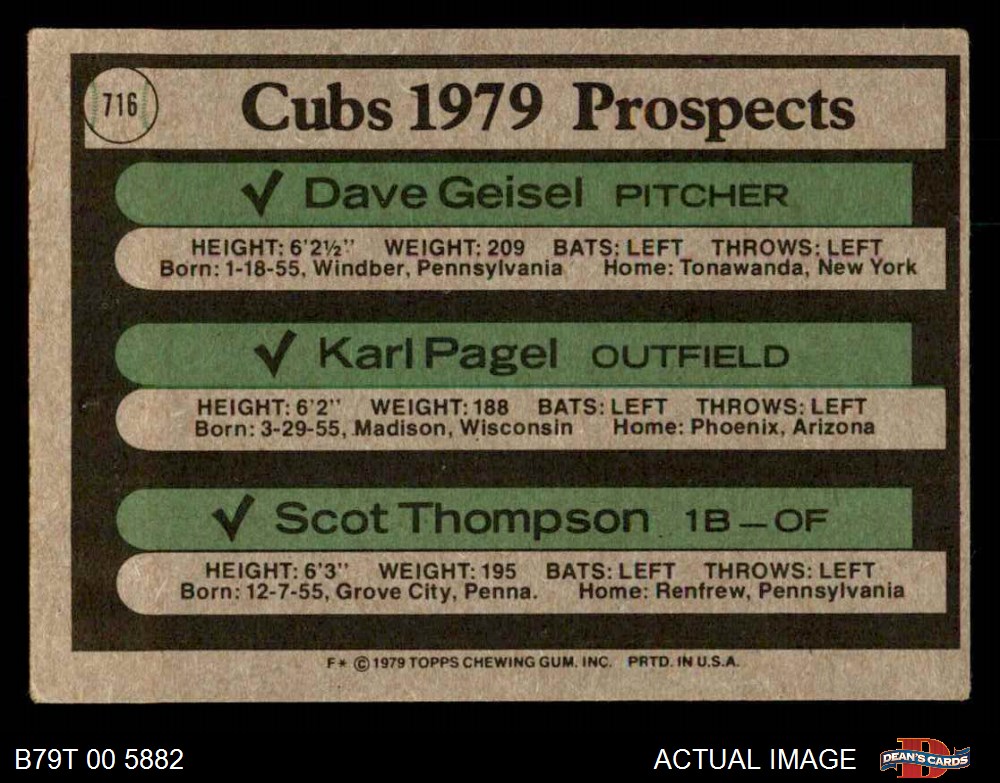 716
Cubs 1979 Prospects
Dave Geisel PITCHER
HEIGHT: 6'2½" WEIGHT: 209 BATS: LEFT THROWS: LEFT
Born: 1-18-55, Windber, Pennsylvania Home: Tonawanda, New York
Karl Pagel OUTFIELD
HEIGHT: 6'2" WEIGHT: 188 BATS: LEFT THROWS: LEFT
Born: 3-29-55, Madison, Wisconsin Home: Phoenix, Arizona
Scot Thompson 1B — OF
HEIGHT: 6'3" WEIGHT: 195 BATS: LEFT THROWS: LEFT
Born: 12-7-55, Grove City, Penna. Home: Renfrew, Pennsylvania
F* © 1979 TOPPS CHEWING GUM, INC. PRTD. IN U.S.A.
B79T 00 5882
ACTUAL IMAGE
D
DEAN'S CARDS